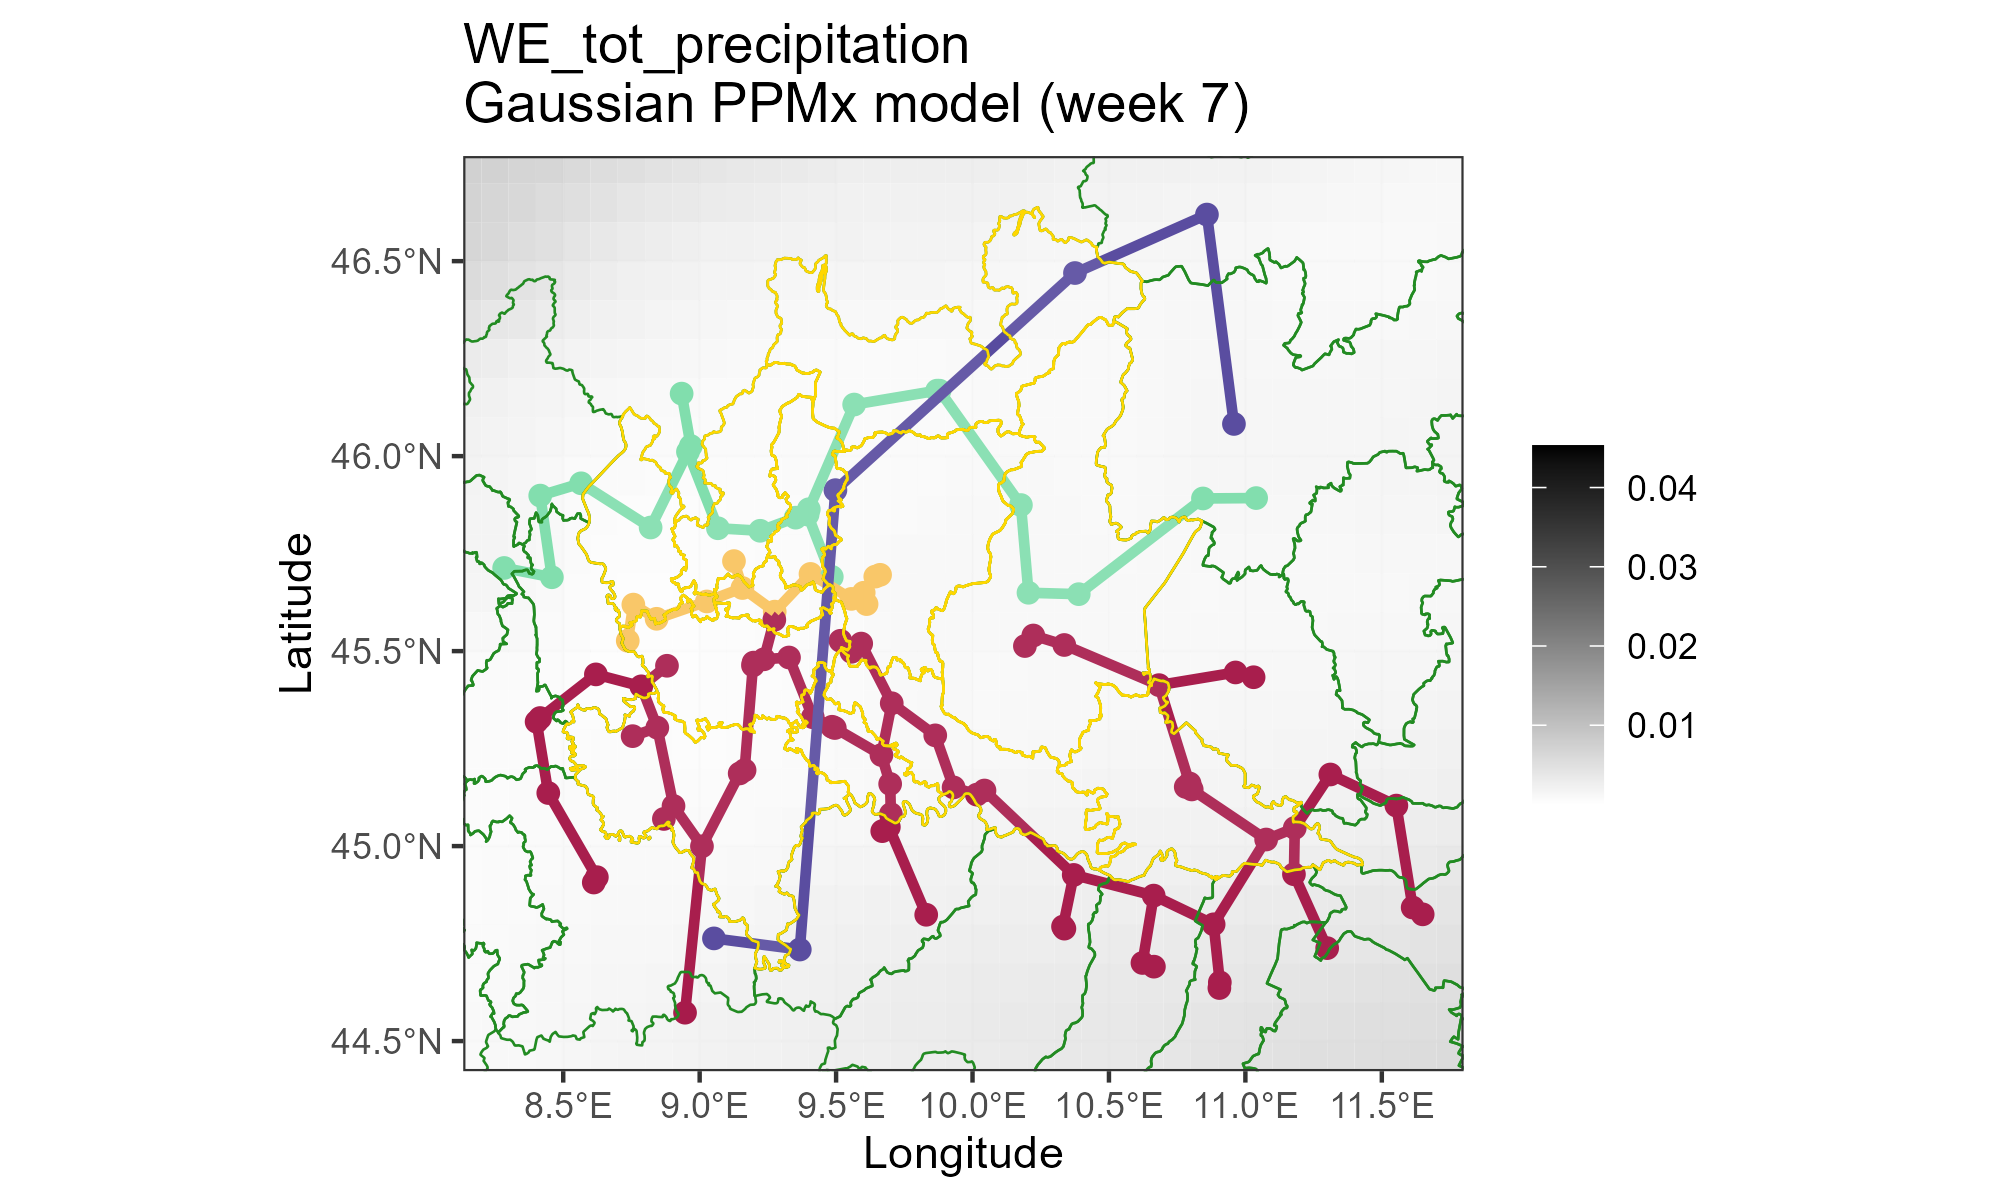 WE_tot_precipitation
Gaussian PPMx model (week 7)
46.5°N
46.0°N
45.5°N
45.0°N
44.5°N
Latitude
8.5°E 9.0°E 9.5°E 10.0°E 10.5°E 11.0°E 11.5°E
Longitude
0.04
0.03
0.02
0.01